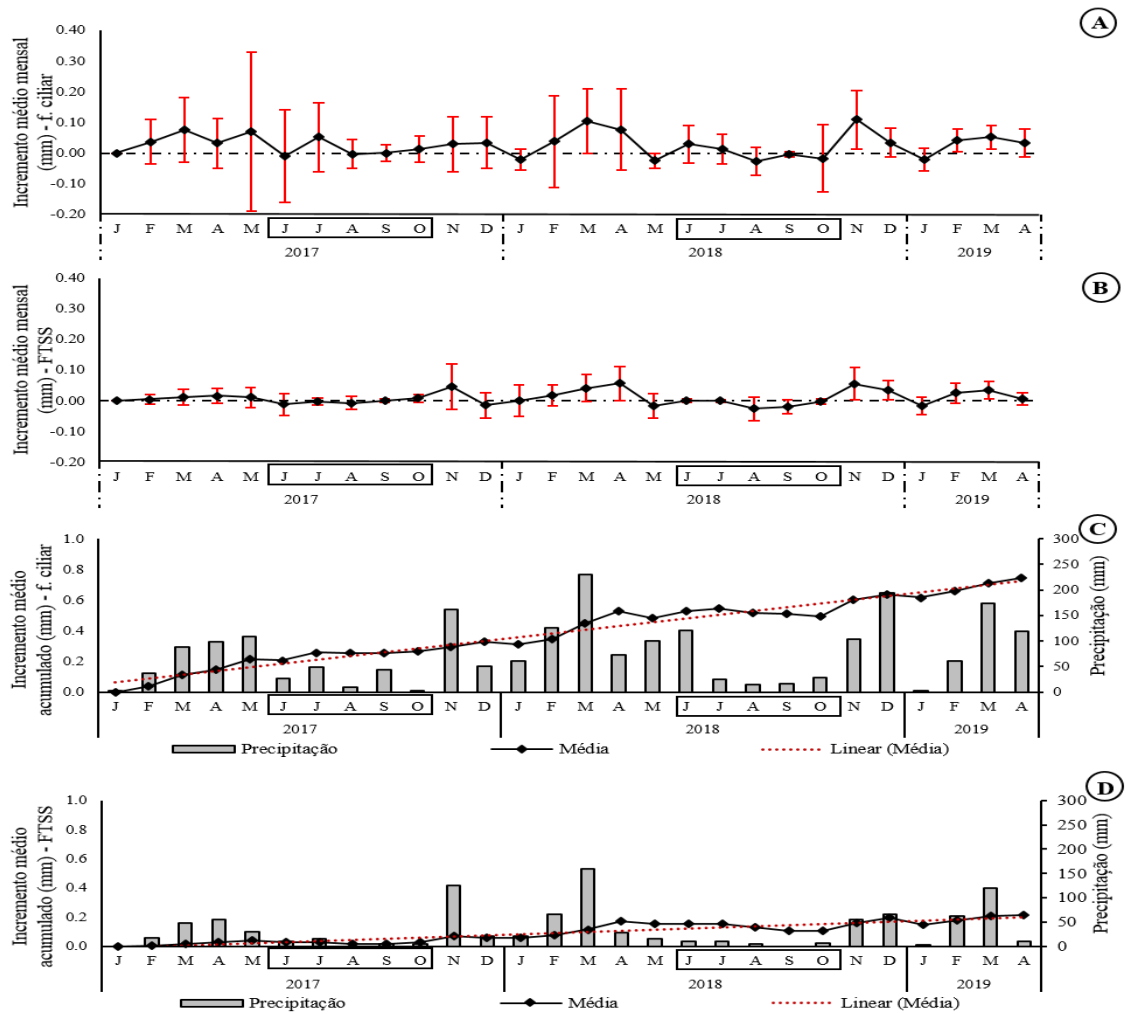 A
Incremento médio mensal
(mm) - f. ciliar
0.40
0.30
0.20
0.10
0.00
-0.10
-0.20
J F M A M J J A S O N D J F M A M J J A S O N D J F M A
2017 2018 2019
B
Incremento médio mensal
(mm) - FTSS
0.40
0.30
0.20
0.10
0.00
-0.10
-0.20
J F M A M J J A S O N D J F M A M J J A S O N D J F M A
2017 2018 2019
C
Incremento médio
acumulado (mm) - f. ciliar
1.0
0.8
0.6
0.4
0.2
0.0
300
250
200
150
100
50
0
Precipitação (mm)
J F M A M J J A S O N D J F M A M J J A S O N D J F M A
2017 2018 2019
Precipitação Média Linear (Média)
D
Incremento médio
acumulado (mm) - FTSS
1.0
0.8
0.6
0.4
0.2
0.0
300
250
200
150
100
50
0
Precipitação (mm)
J F M A M J J A S O N D J F M A M J J A S O N D J F M A
2017 2018 2019
Precipitação Média Linear (Média)